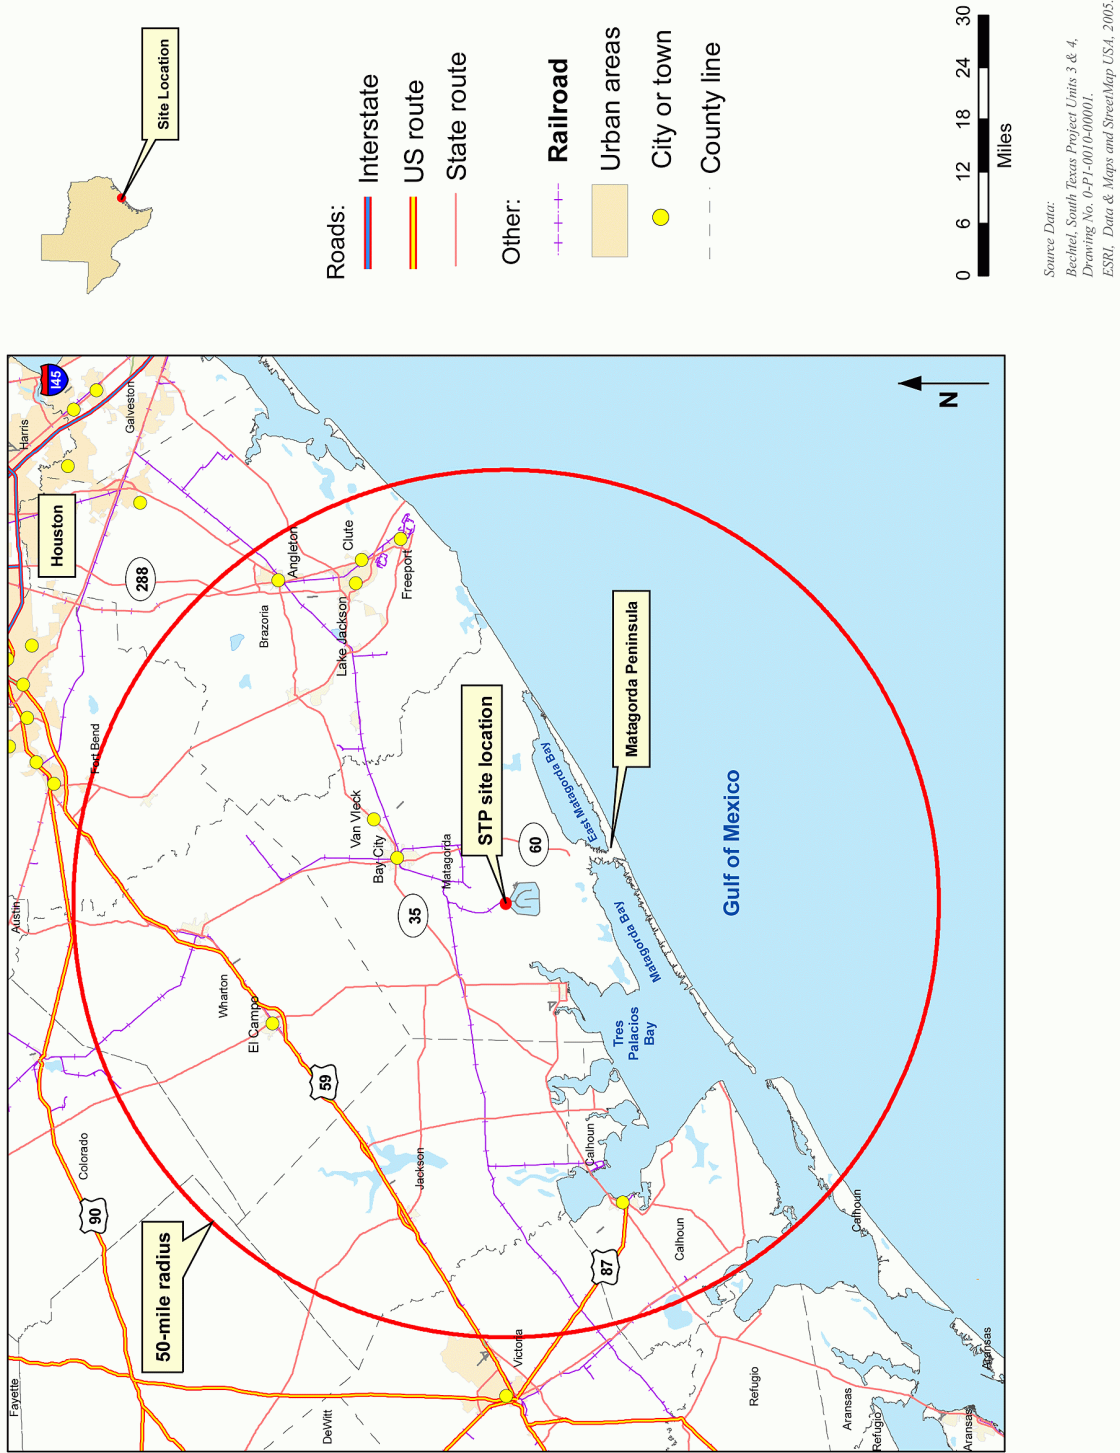 Site Location
Roads:
Interstate
US route
State route
Other:
Railroad
Urban areas
City or town
County line
0 6 12 18 24 30
Miles
Source Data:
Bechtel, South Texas Project Units 3 & 4,
Drawing No. 0-P1-0010-00001.
ESRI, Data & Maps and StreetMap USA, 2005.
N
50-mile radius
Houston
STP site location
Matagorda Peninsula
I45
288
90
59
87
35
60
Harris
Galveston
Fort Bend
Austin
Colorado
Fayette
Brazoria
Angleton
Clute
Lake Jackson
Freeport
Van Vleck
Bay City
Matagorda
Wharton
El Campo
Jackson
Calhoun
Calhoun
Calhoun
Victoria
DeWitt
Refugio
Aransas
Refugio
Aransas
Aransas
East Matagorda Bay
Matagorda Bay
Tres
Palacios
Bay
Gulf of Mexico